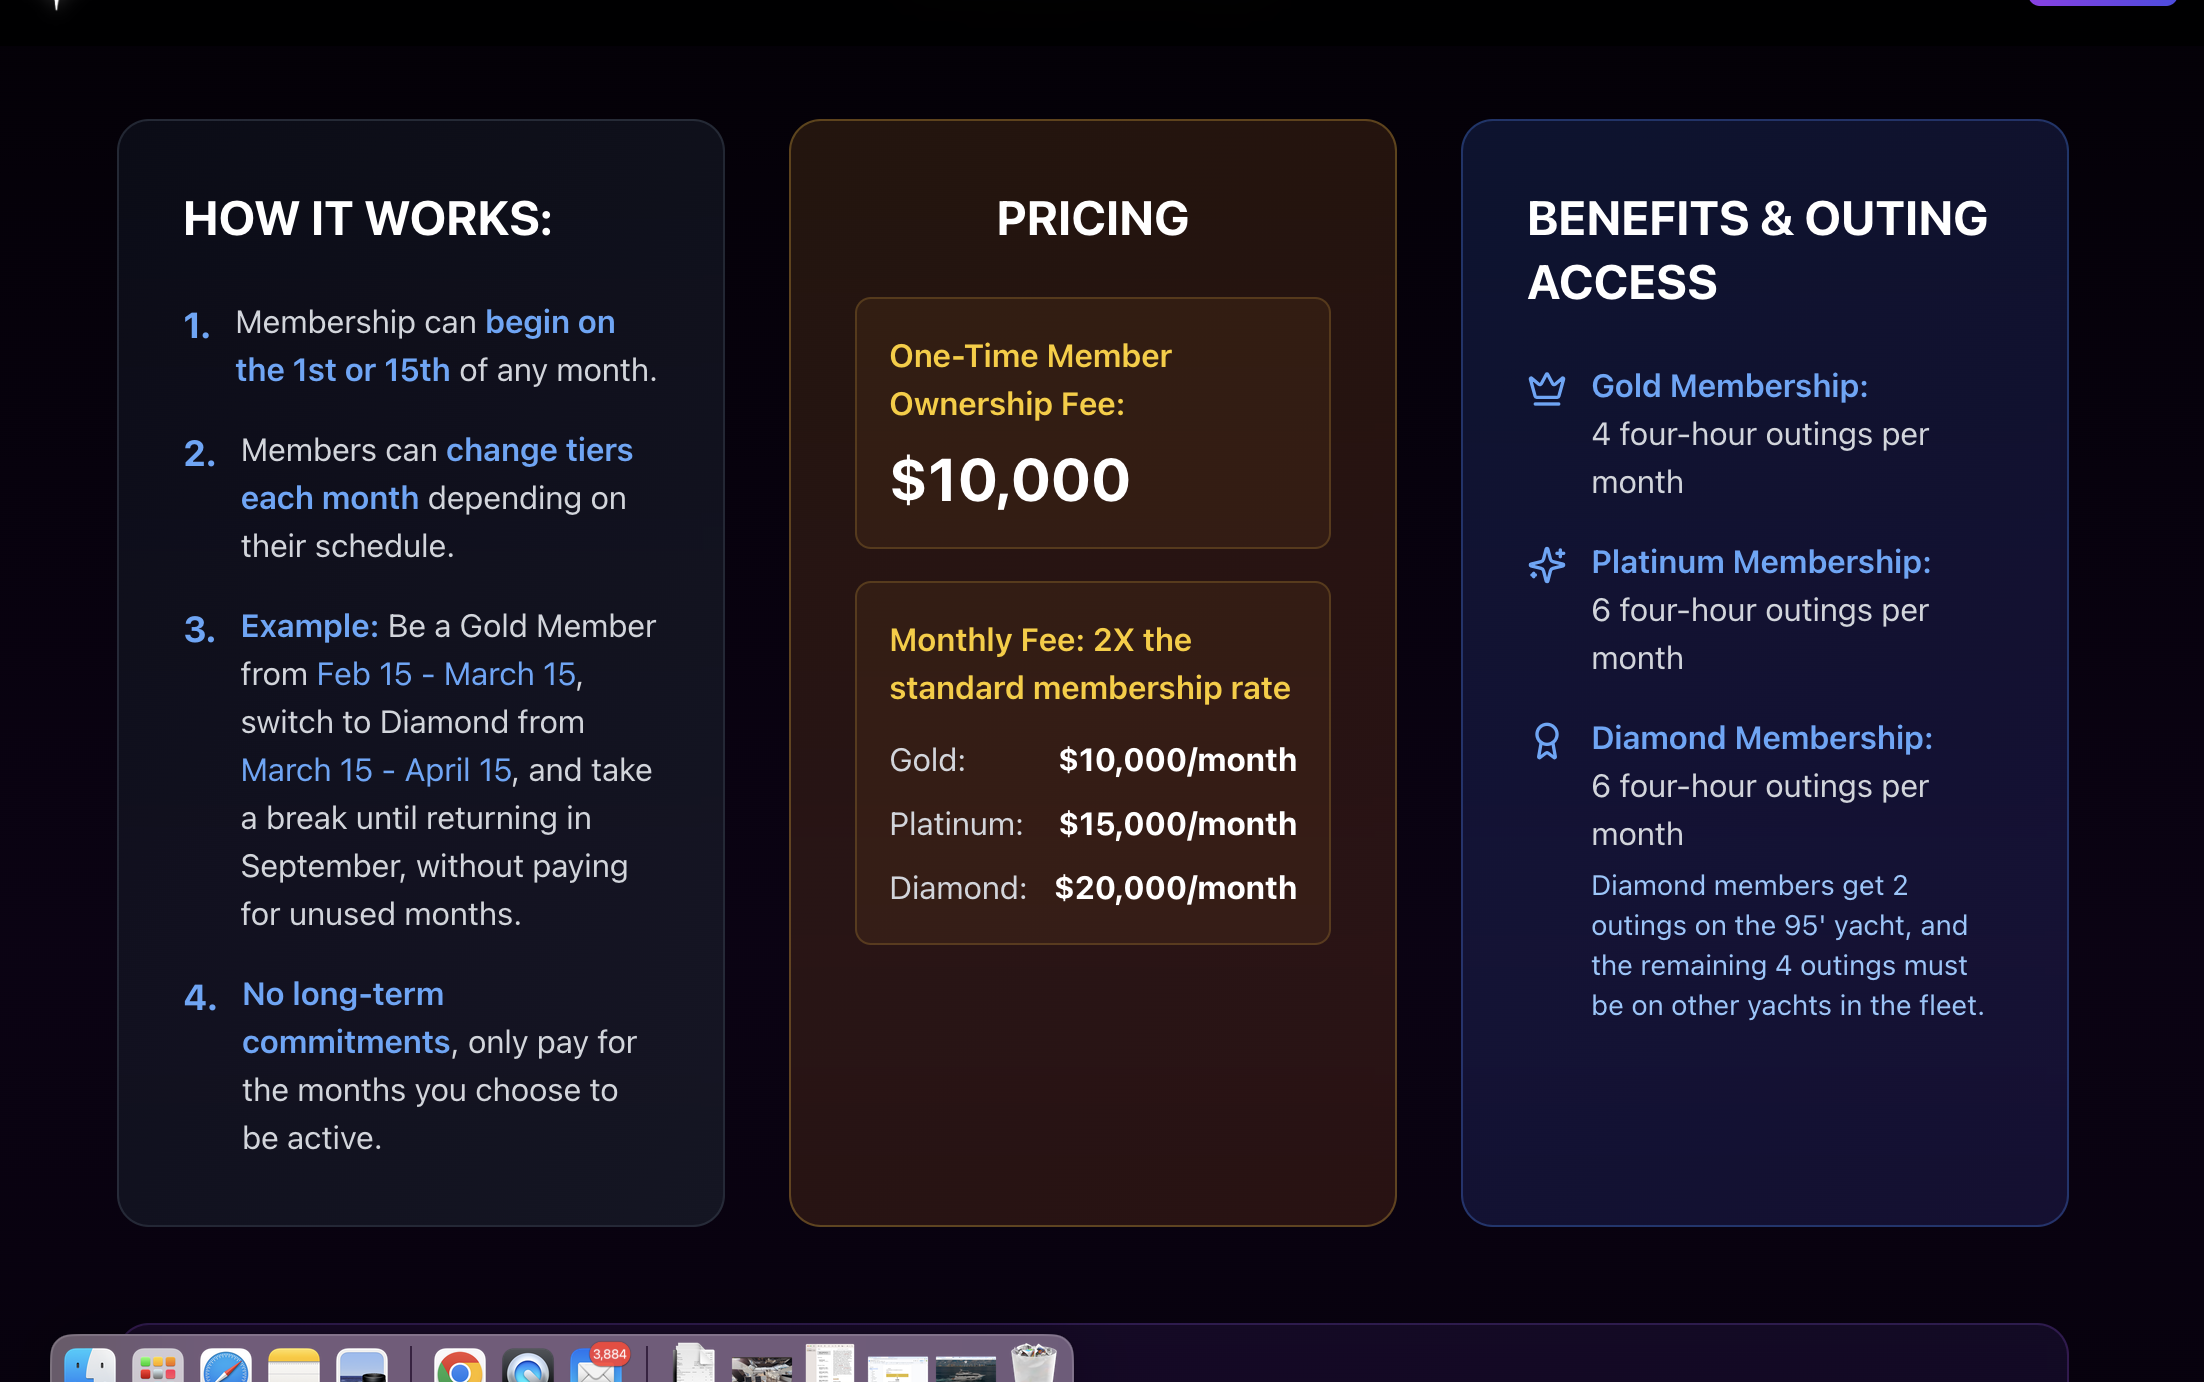 HOW IT WORKS:
1. Membership can begin on
the 1st or 15th of any month.
2. Members can change tiers
each month depending on
their schedule.
3. Example: Be a Gold Member
from Feb 15 - March 15,
switch to Diamond from
March 15 - April 15, and take
a break until returning in
September, without paying
for unused months.
4. No long-term
commitments, only pay for
the months you choose to
be active.
PRICING
One-Time Member
Ownership Fee:
$10,000
Monthly Fee: 2X the
standard membership rate
Gold: $10,000/month
Platinum: $15,000/month
Diamond: $20,000/month
BENEFITS & OUTING
ACCESS
Gold Membership:
4 four-hour outings per
month
Platinum Membership:
6 four-hour outings per
month
Diamond Membership:
6 four-hour outings per
month
Diamond members get 2
outings on the 95' yacht, and
the remaining 4 outings must
be on other yachts in the fleet.
3,884